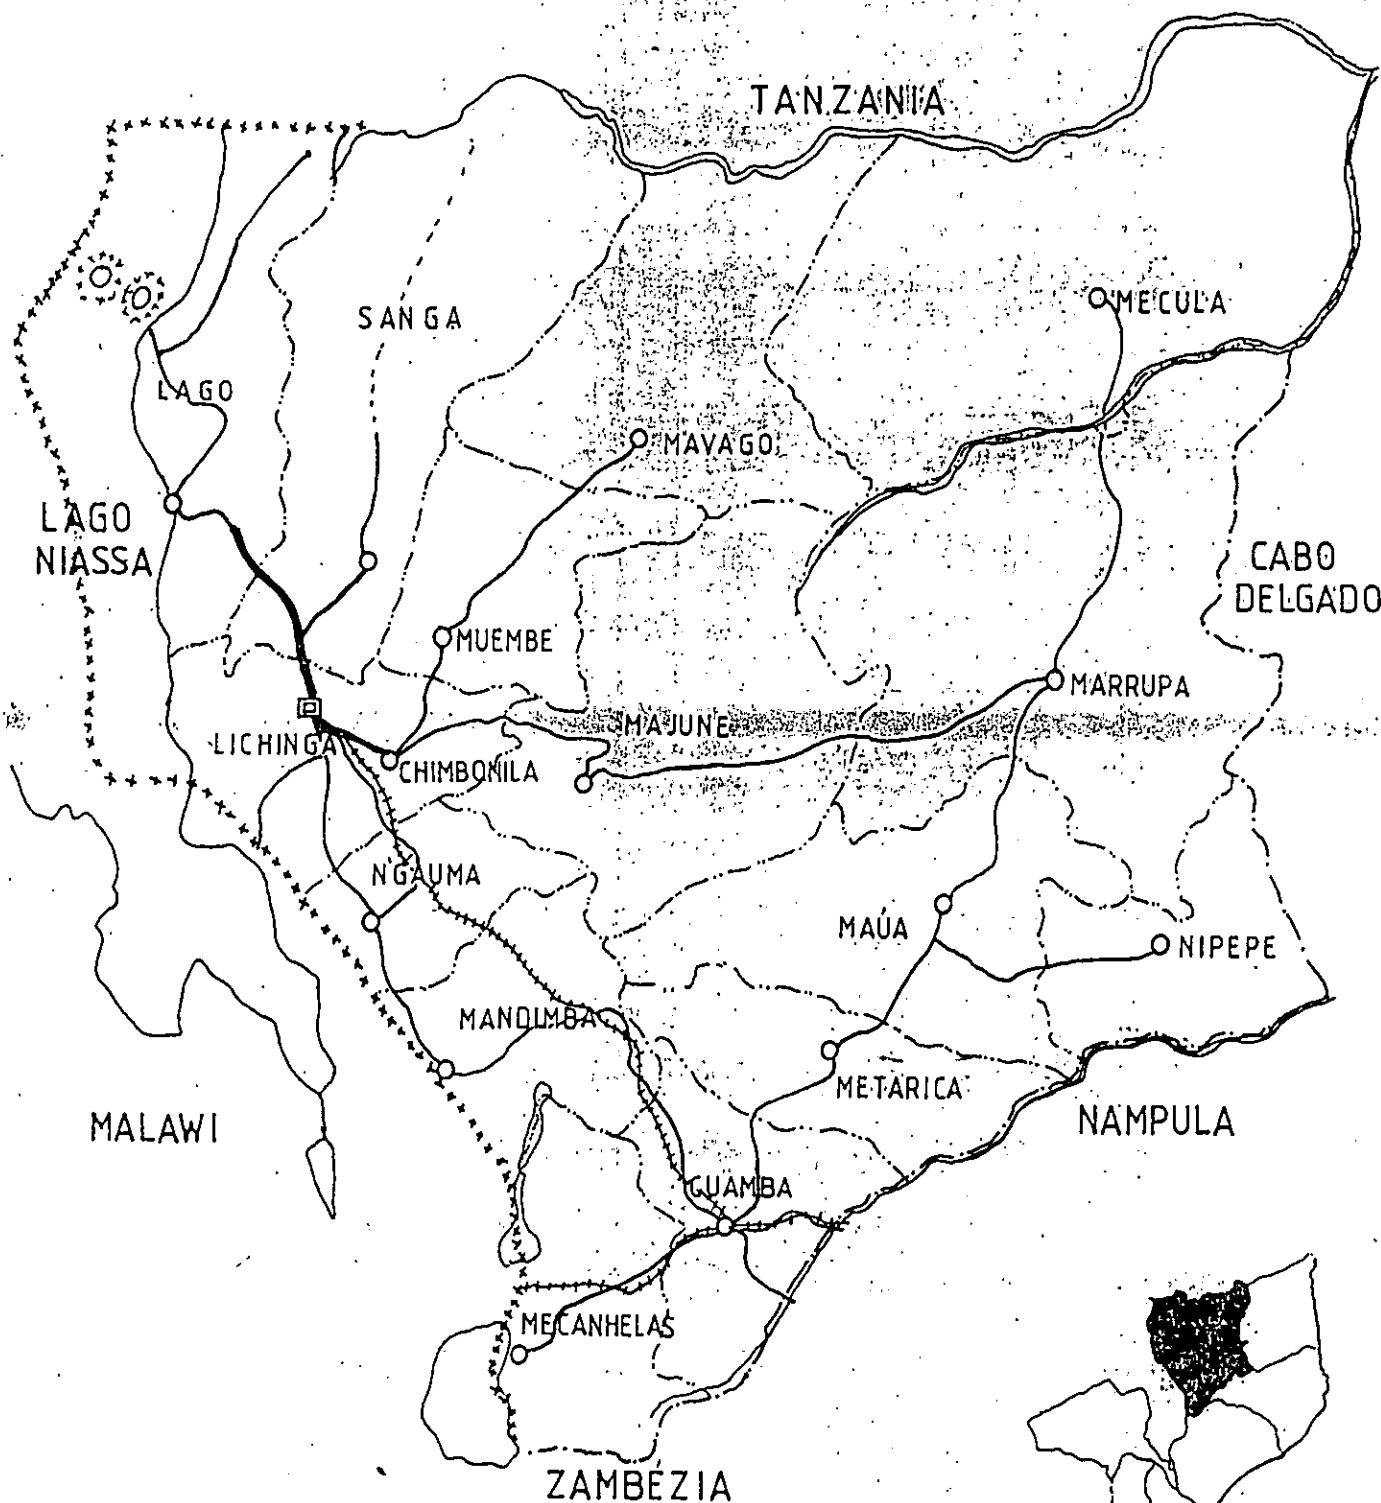 TANZANIA
SANGA
MECULA
LAGO
MAVAGO
LAGO
NIASSA
CABO
DELGADO
MUEMBE
MARRUPA
MAJUNE
LICHINGA
CHIMBONILA
N'GAUMA
MAÚA
NIPEPE
MANDIMBA
METARICA
MALAWI
NAMPULA
CUAMBA
MECANHELAS
ZAMBÉZIA